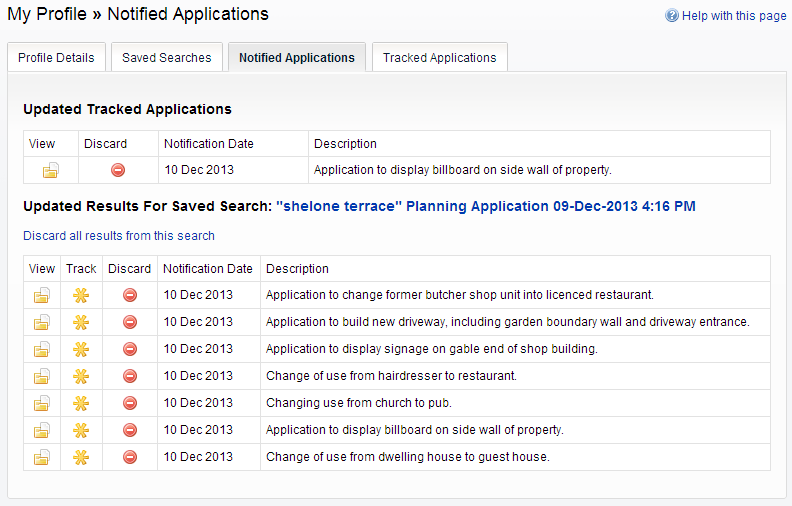 My Profile » Notified Applications
Help with this page
Profile Details Saved Searches Notified Applications Tracked Applications
Updated Tracked Applications
View Discard Notification Date Description
10 Dec 2013 Application to display billboard on side wall of property.
Updated Results For Saved Search: "shelone terrace" Planning Application 09-Dec-2013 4:16 PM
Discard all results from this search
View Track Discard Notification Date Description
10 Dec 2013 Application to change former butcher shop unit into licenced restaurant.
10 Dec 2013 Application to build new driveway, including garden boundary wall and driveway entrance.
10 Dec 2013 Application to display signage on gable end of shop building.
10 Dec 2013 Change of use from hairdresser to restaurant.
10 Dec 2013 Changing use from church to pub.
10 Dec 2013 Application to display billboard on side wall of property.
10 Dec 2013 Change of use from dwelling house to guest house.